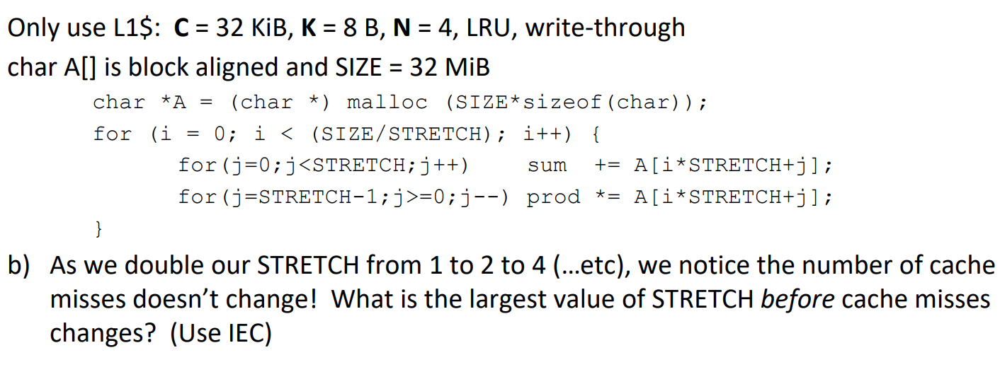 Only use L1$: C = 32 KiB, K = 8 B, N = 4, LRU, write-through
char A[] is block aligned and SIZE = 32 MiB
char *A = (char *) malloc (SIZE*sizeof(char));
for (i = 0; i < (SIZE/STRETCH); i++) {
for(j=0;j<STRETCH;j++) sum += A[i*STRETCH+j];
for(j=STRETCH-1;j>=0;j--) prod *= A[i*STRETCH+j];
}
b) As we double our STRETCH from 1 to 2 to 4 (…etc), we notice the number of cache
misses doesn’t change! What is the largest value of STRETCH before cache misses
changes? (Use IEC)